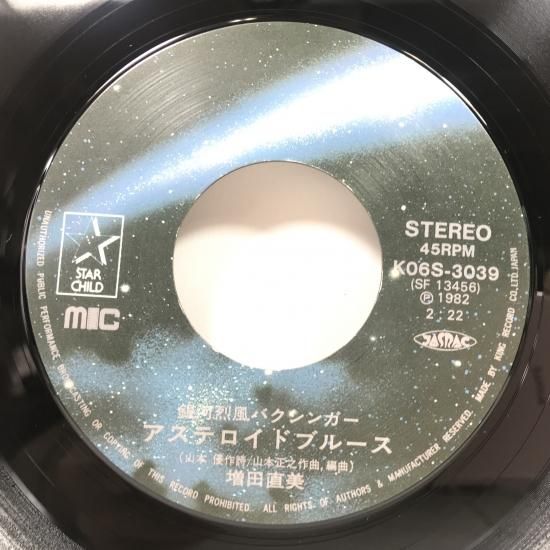 STEREO
45RPM
K06S-3039
(SF 13456)
Ⓟ1982
2. 22
JASRAC
STAR
CHILD
mic
銀河烈風バクシンガー
アステロイドブルース
(山本 優作詩/山本正之作曲,編曲)
増田直美
UNAUTHORIZED PUBLIC PERFORMANCE BROADCASTING OR COPYING OF THIS RECORD PROHIBITED. ALL RIGHTS OF AUTHORS & MANUFACTURER RESERVED. MADE BY KING RECORD CO.,LTD.JAPAN